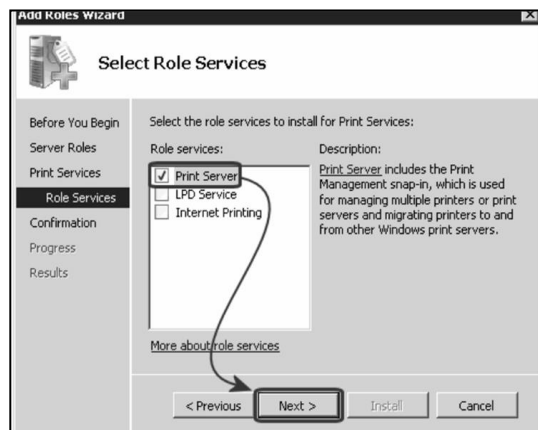 Add Roles Wizard
Select Role Services
Before You Begin
Server Roles
Print Services
Role Services
Confirmation
Progress
Results
Select the role services to install for Print Services:
Role services:
Print Server
LPD Service
Internet Printing
More about role services
Description:
Print Server includes the Print
Management snap-in, which is used
for managing multiple printers or print
servers and migrating printers to and
from other Windows print servers.
< Previous
Next >
Install
Cancel